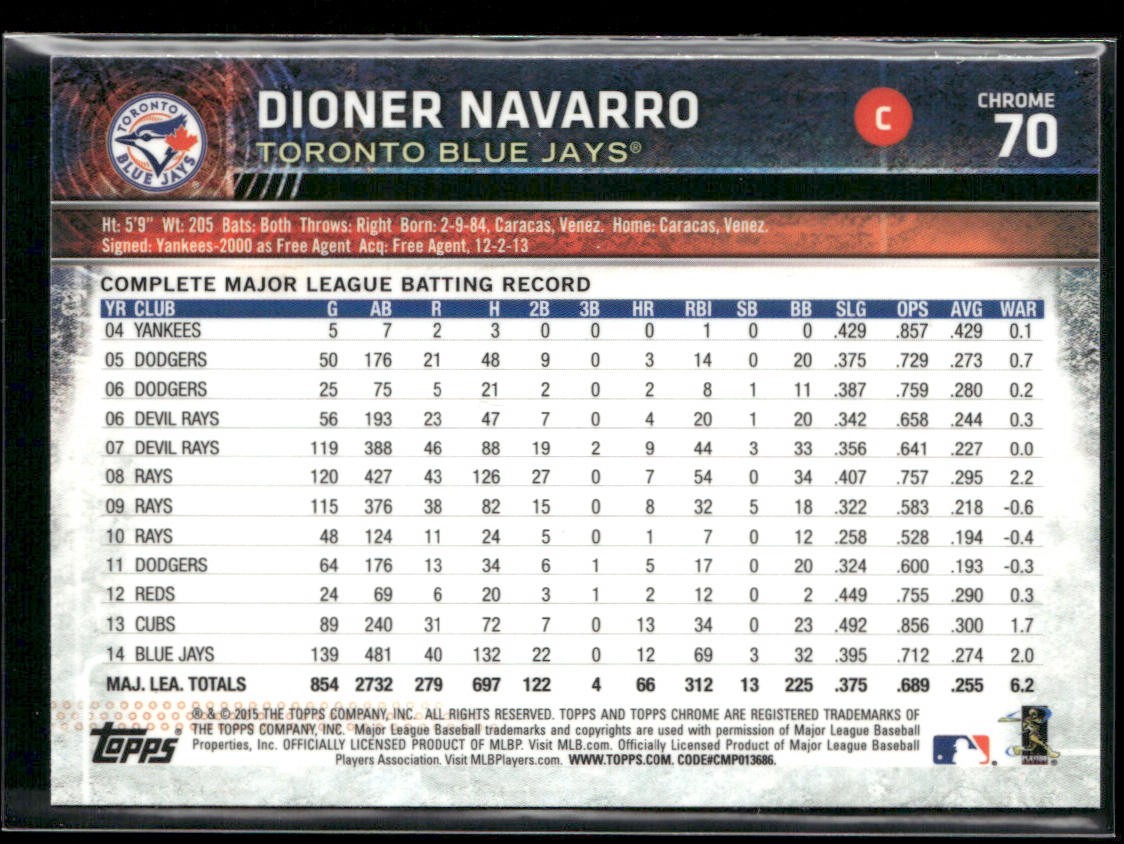 TORONTO
BLUE JAYS
DIONER NAVARRO
TORONTO BLUE JAYS®
C
CHROME
70
Ht: 5'9" Wt: 205 Bats: Both Throws: Right Born: 2-9-84, Caracas, Venez. Home: Caracas, Venez.
Signed: Yankees-2000 as Free Agent Acq: Free Agent, 12-2-13
COMPLETE MAJOR LEAGUE BATTING RECORD
YR CLUB G AB R H 2B 3B HR RBI SB BB SLG OPS AVG WAR
04 YANKEES 5 7 2 3 0 0 0 1 0 0 .429 .857 .429 0.1
05 DODGERS 50 176 21 48 9 0 3 14 0 20 .375 .729 .273 0.7
06 DODGERS 25 75 5 21 2 0 2 8 1 11 .387 .759 .280 0.2
06 DEVIL RAYS 56 193 23 47 7 0 4 20 1 20 .342 .658 .244 0.3
07 DEVIL RAYS 119 388 46 88 19 2 9 44 3 33 .356 .641 .227 0.0
08 RAYS 120 427 43 126 27 0 7 54 0 34 .407 .757 .295 2.2
09 RAYS 115 376 38 82 15 0 8 32 5 18 .322 .583 .218 -0.6
10 RAYS 48 124 11 24 5 0 1 7 0 12 .258 .528 .194 -0.4
11 DODGERS 64 176 13 34 6 1 5 17 0 20 .324 .600 .193 -0.3
12 REDS 24 69 6 20 3 1 2 12 0 2 .449 .755 .290 0.3
13 CUBS 89 240 31 72 7 0 13 34 0 23 .492 .856 .300 1.7
14 BLUE JAYS 139 481 40 132 22 0 12 69 3 32 .395 .712 .274 2.0
MAJ. LEA. TOTALS 854 2732 279 697 122 4 66 312 13 225 .375 .689 .255 6.2
® & © 2015 THE TOPPS COMPANY, INC. ALL RIGHTS RESERVED. TOPPS AND TOPPS CHROME ARE REGISTERED TRADEMARKS OF
THE TOPPS COMPANY, INC. Major League Baseball trademarks and copyrights are used with permission of Major League Baseball
Properties, Inc. OFFICIALLY LICENSED PRODUCT OF MLBP. Visit MLB.com. Officially Licensed Product of Major League Baseball
Players Association. Visit MLBPlayers.com. WWW.TOPPS.COM. CODE#CMP013686.
topps